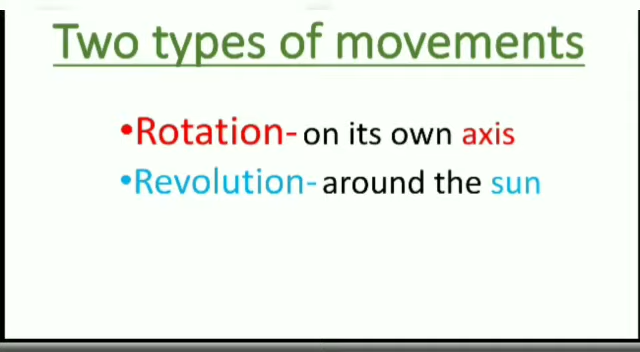 Two types of movements
•Rotation- on its own axis
•Revolution- around the sun